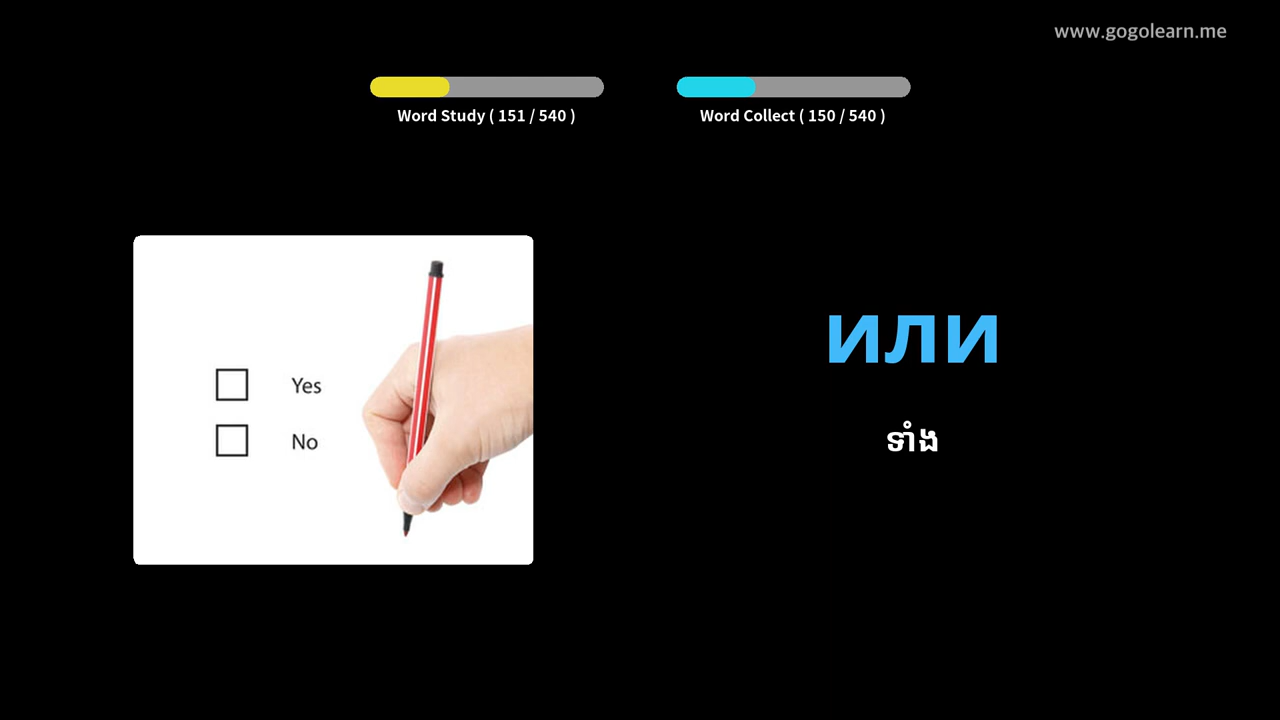 www.gogolearn.me
Word Study ( 151 / 540 )
Word Collect ( 150 / 540 )
Yes
No
или
ទាំង